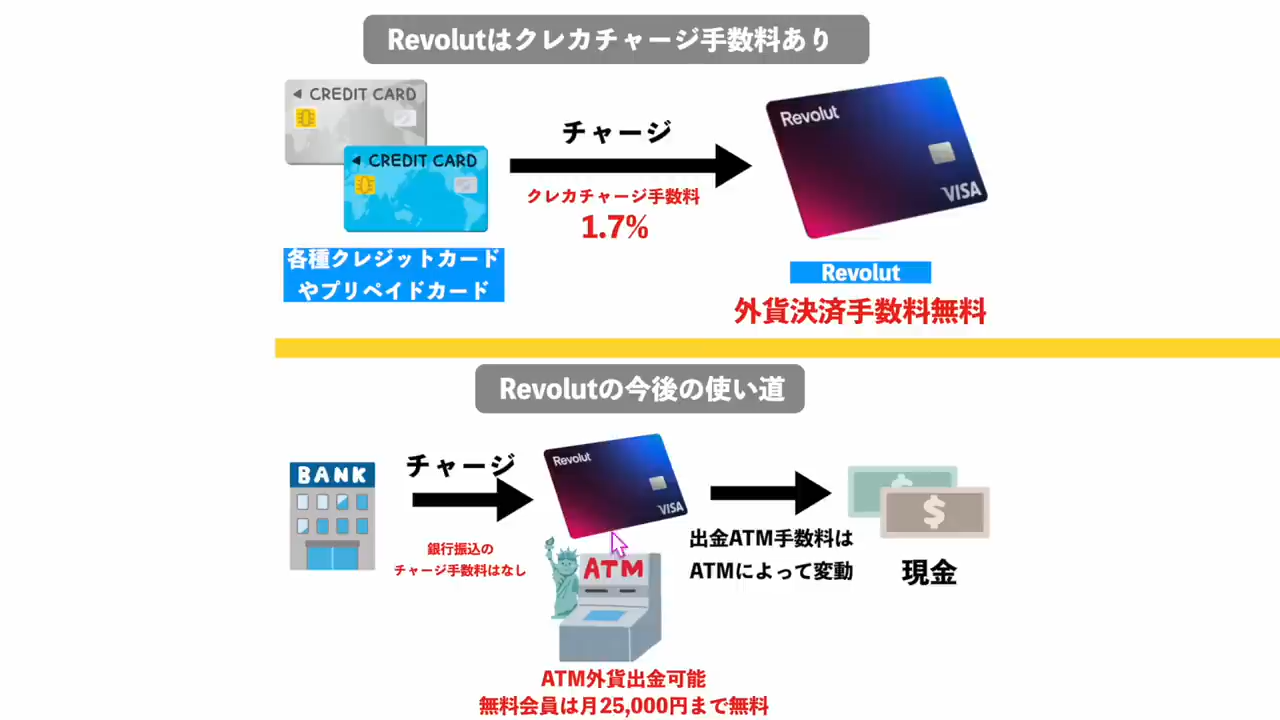 Revolutはクレカチャージ手数料あり
CREDIT CARD
CREDIT CARD
チャージ
クレカチャージ手数料
1.7%
Revolut
VISA
各種クレジットカード
やプリペイドカード
Revolut
外貨決済手数料無料
Revolutの今後の使い道
BANK
チャージ
銀行振込の
チャージ手数料はなし
Revolut
VISA
ATM
ATM外貨出金可能
無料会員は月25,000円まで無料
出金ATM手数料は
ATMによって変動
$
$
現金